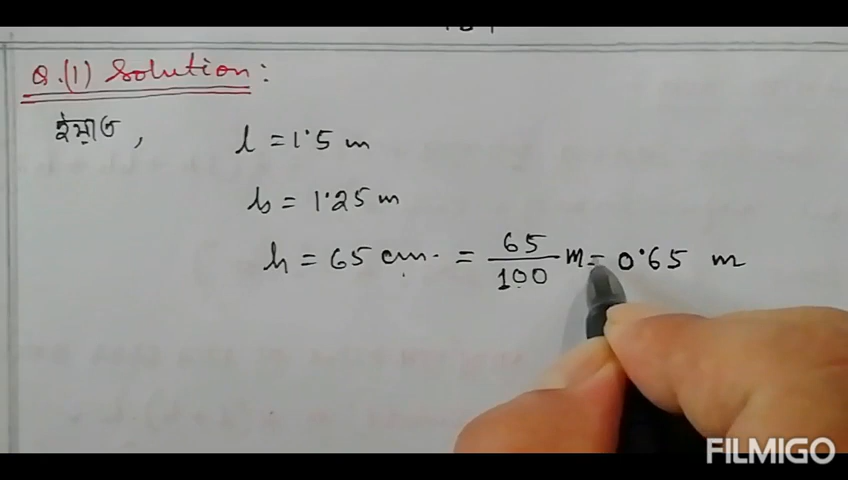 Q.(1) Solution:
ইয়াত,
l = 1.5 m
b = 1.25 m
h = 65 cm. = 65/100 m = 0.65 m
FILMIGO